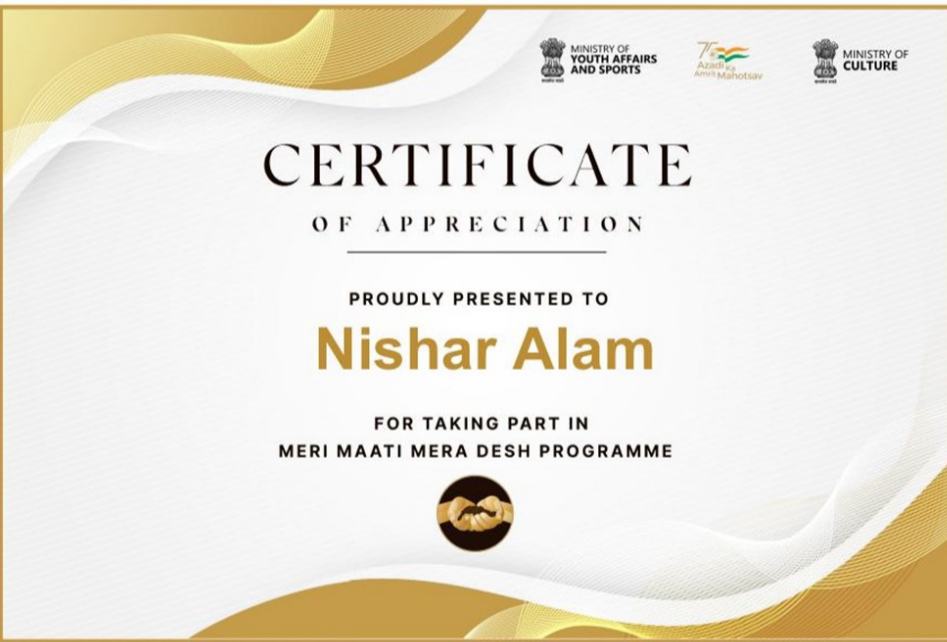 MINISTRY OF
YOUTH AFFAIRS
AND SPORTS
75
Azadi Ka
Amrit Mahotsav
MINISTRY OF
CULTURE
CERTIFICATE
OF APPRECIATION
PROUDLY PRESENTED TO
Nishar Alam
FOR TAKING PART IN
MERI MAATI MERA DESH PROGRAMME